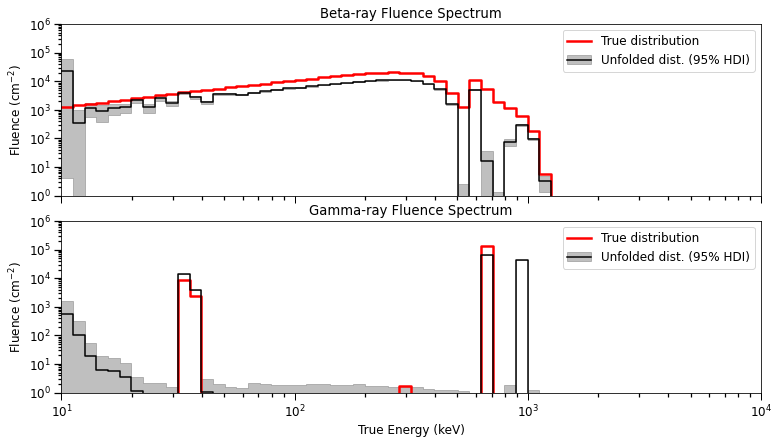 Beta-ray Fluence Spectrum
10^6
10^5
10^4
10^3
10^2
10^1
10^0
Fluence (cm^{-2})
True distribution
Unfolded dist. (95% HDI)
Gamma-ray Fluence Spectrum
10^6
10^5
10^4
10^3
10^2
10^1
10^0
Fluence (cm^{-2})
True distribution
Unfolded dist. (95% HDI)
10^1
10^2
10^3
10^4
True Energy (keV)